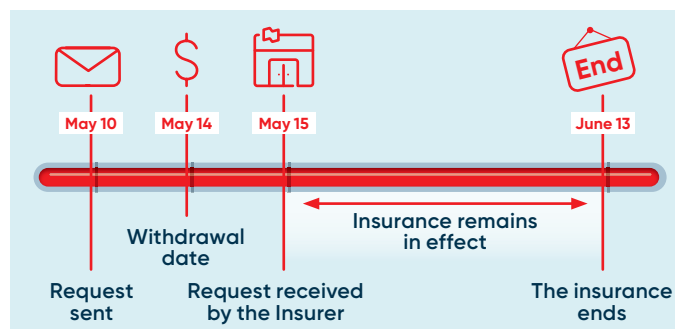 End
May 10
May 14
May 15
June 13
Insurance remains
in effect
Withdrawal
date
Request
sent
Request received
by the Insurer
The insurance
ends